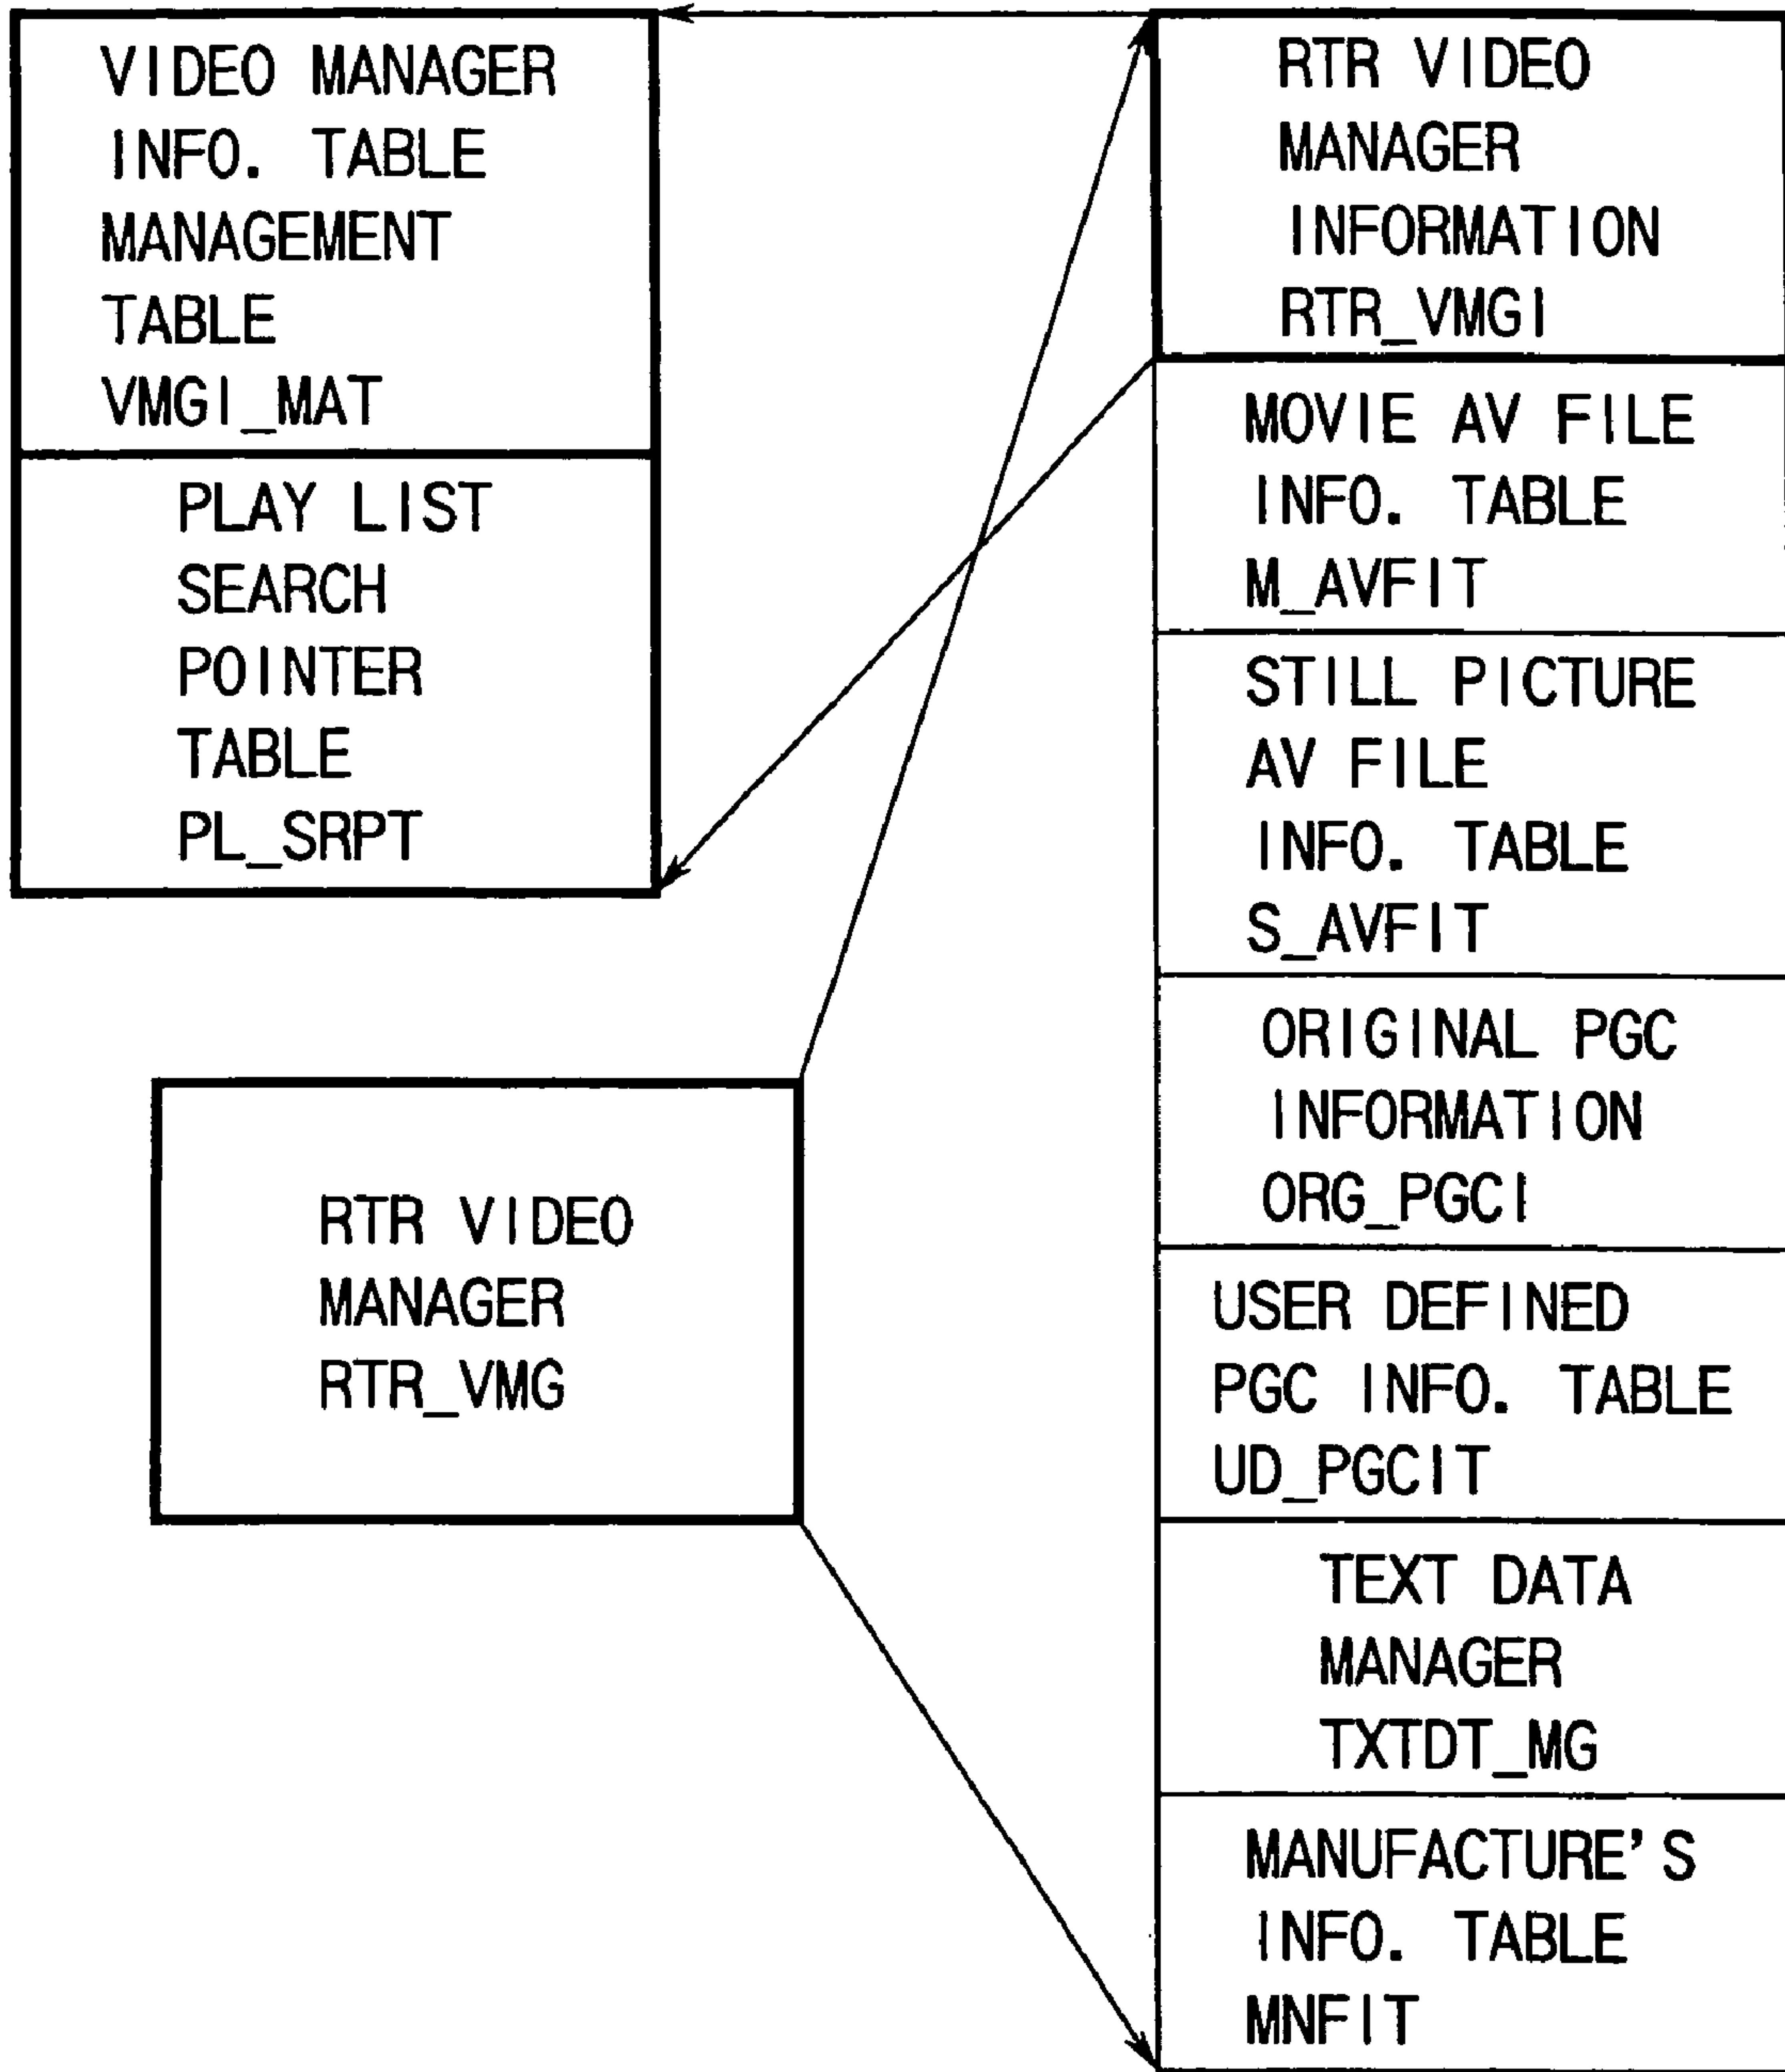 VIDEO MANAGER
INFO. TABLE
MANAGEMENT
TABLE
VMGI_MAT
PLAY LIST
SEARCH
POINTER
TABLE
PL_SRPT
RTR VIDEO
MANAGER
RTR_VMG
RTR VIDEO
MANAGER
INFORMATION
RTR_VMGI
MOVIE AV FILE
INFO. TABLE
M_AVFIT
STILL PICTURE
AV FILE
INFO. TABLE
S_AVFIT
ORIGINAL PGC
INFORMATION
ORG_PGCI
USER DEFINED
PGC INFO. TABLE
UD_PGCIT
TEXT DATA
MANAGER
TXTDT_MG
MANUFACTURE'S
INFO. TABLE
MNFIT